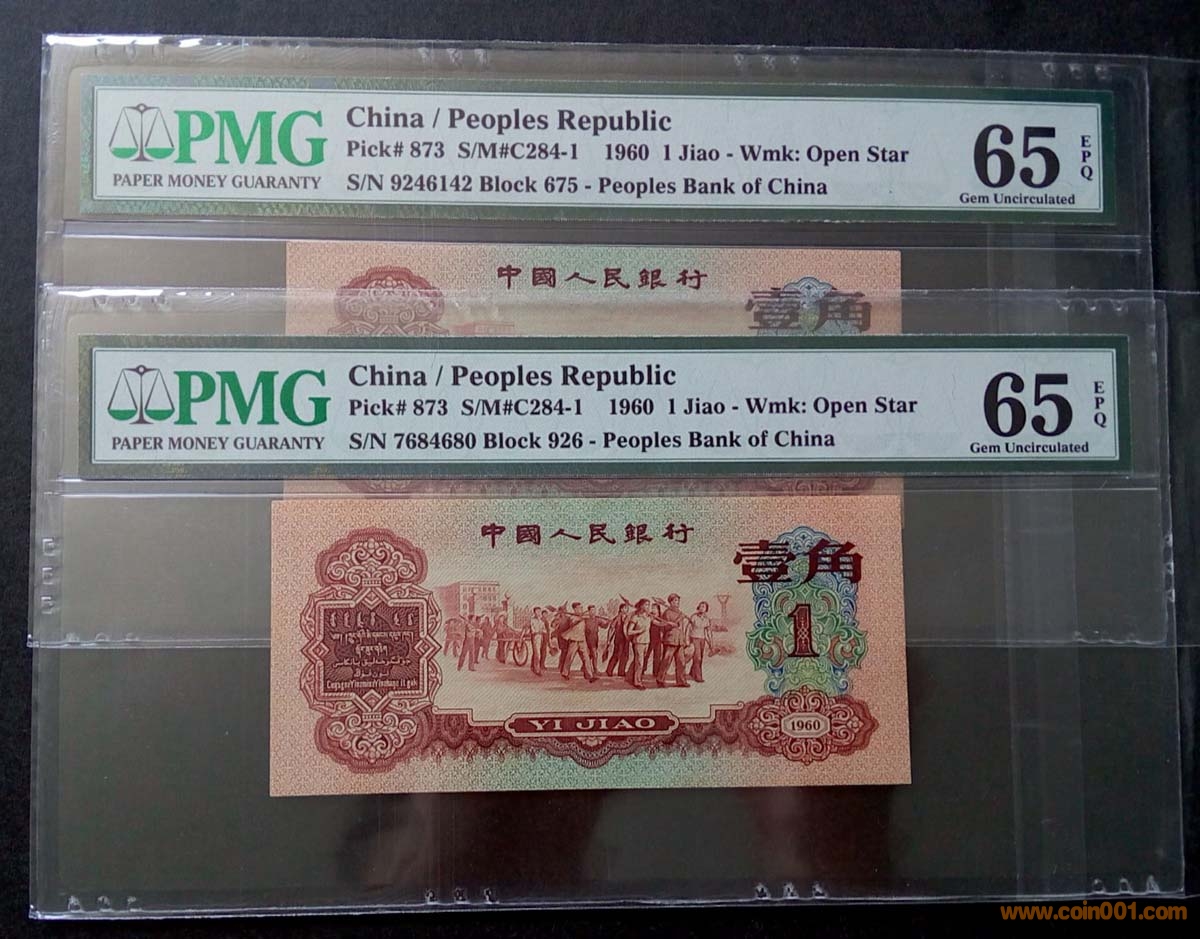 PMG
PAPER MONEY GUARANTY
China / Peoples Republic
Pick# 873 S/M#C284-1 1960 1 Jiao - Wmk: Open Star
S/N 9246142 Block 675 - Peoples Bank of China
65
EPQ
Gem Uncirculated
中國人民銀行
壹角
PMG
PAPER MONEY GUARANTY
China / Peoples Republic
Pick# 873 S/M#C284-1 1960 1 Jiao - Wmk: Open Star
S/N 7684680 Block 926 - Peoples Bank of China
65
EPQ
Gem Uncirculated
中國人民銀行
壹角
1
YI JIAO
1960
www.coin001.com